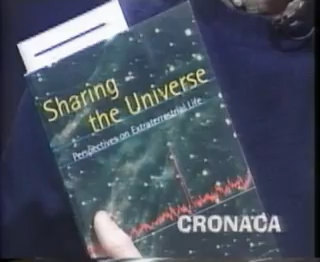 Sharing
the Universe
Perspectives on Extraterrestrial Life
CRONACA